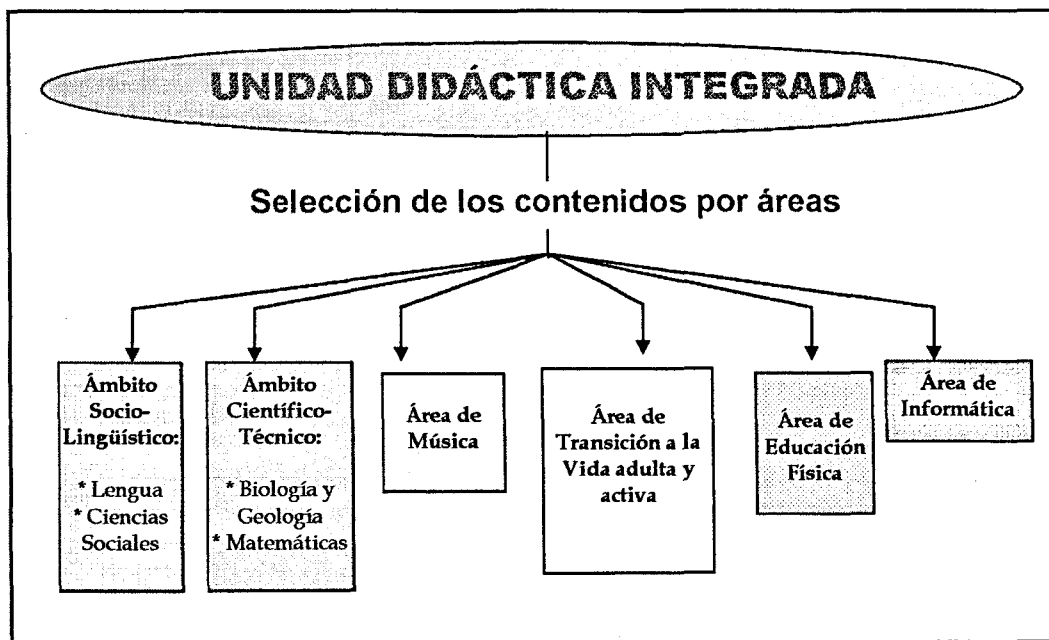 UNIDAD DIDÁCTICA INTEGRADA
Selección de los contenidos por áreas
Ámbito
Socio-
Lingüístico:
* Lengua
* Ciencias
Sociales
Ámbito
Científico-
Técnico:
* Biología y
Geología
* Matemáticas
Área de
Música
Área de
Transición a la
Vida adulta y
activa
Área de
Educación
Física
Área de
Informática